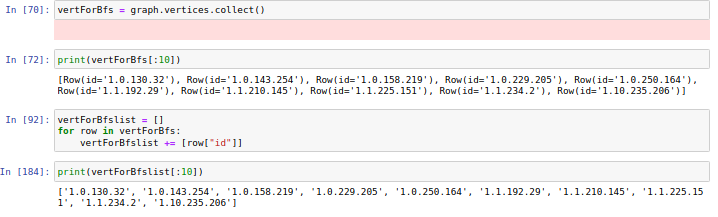 In [70]: vertForBfs = graph.vertices.collect()
In [72]: print(vertForBfs[:10])
[Row(id='1.0.130.32'), Row(id='1.0.143.254'), Row(id='1.0.158.219'), Row(id='1.0.229.205'), Row(id='1.0.250.164'),
Row(id='1.1.192.29'), Row(id='1.1.210.145'), Row(id='1.1.225.151'), Row(id='1.1.234.2'), Row(id='1.10.235.206')]
In [92]: vertForBfslist = []
for row in vertForBfs:
    vertForBfslist += [row["id"]]
In [184]: print(vertForBfslist[:10])
['1.0.130.32', '1.0.143.254', '1.0.158.219', '1.0.229.205', '1.0.250.164', '1.1.192.29', '1.1.210.145', '1.1.225.15
1', '1.1.234.2', '1.10.235.206']